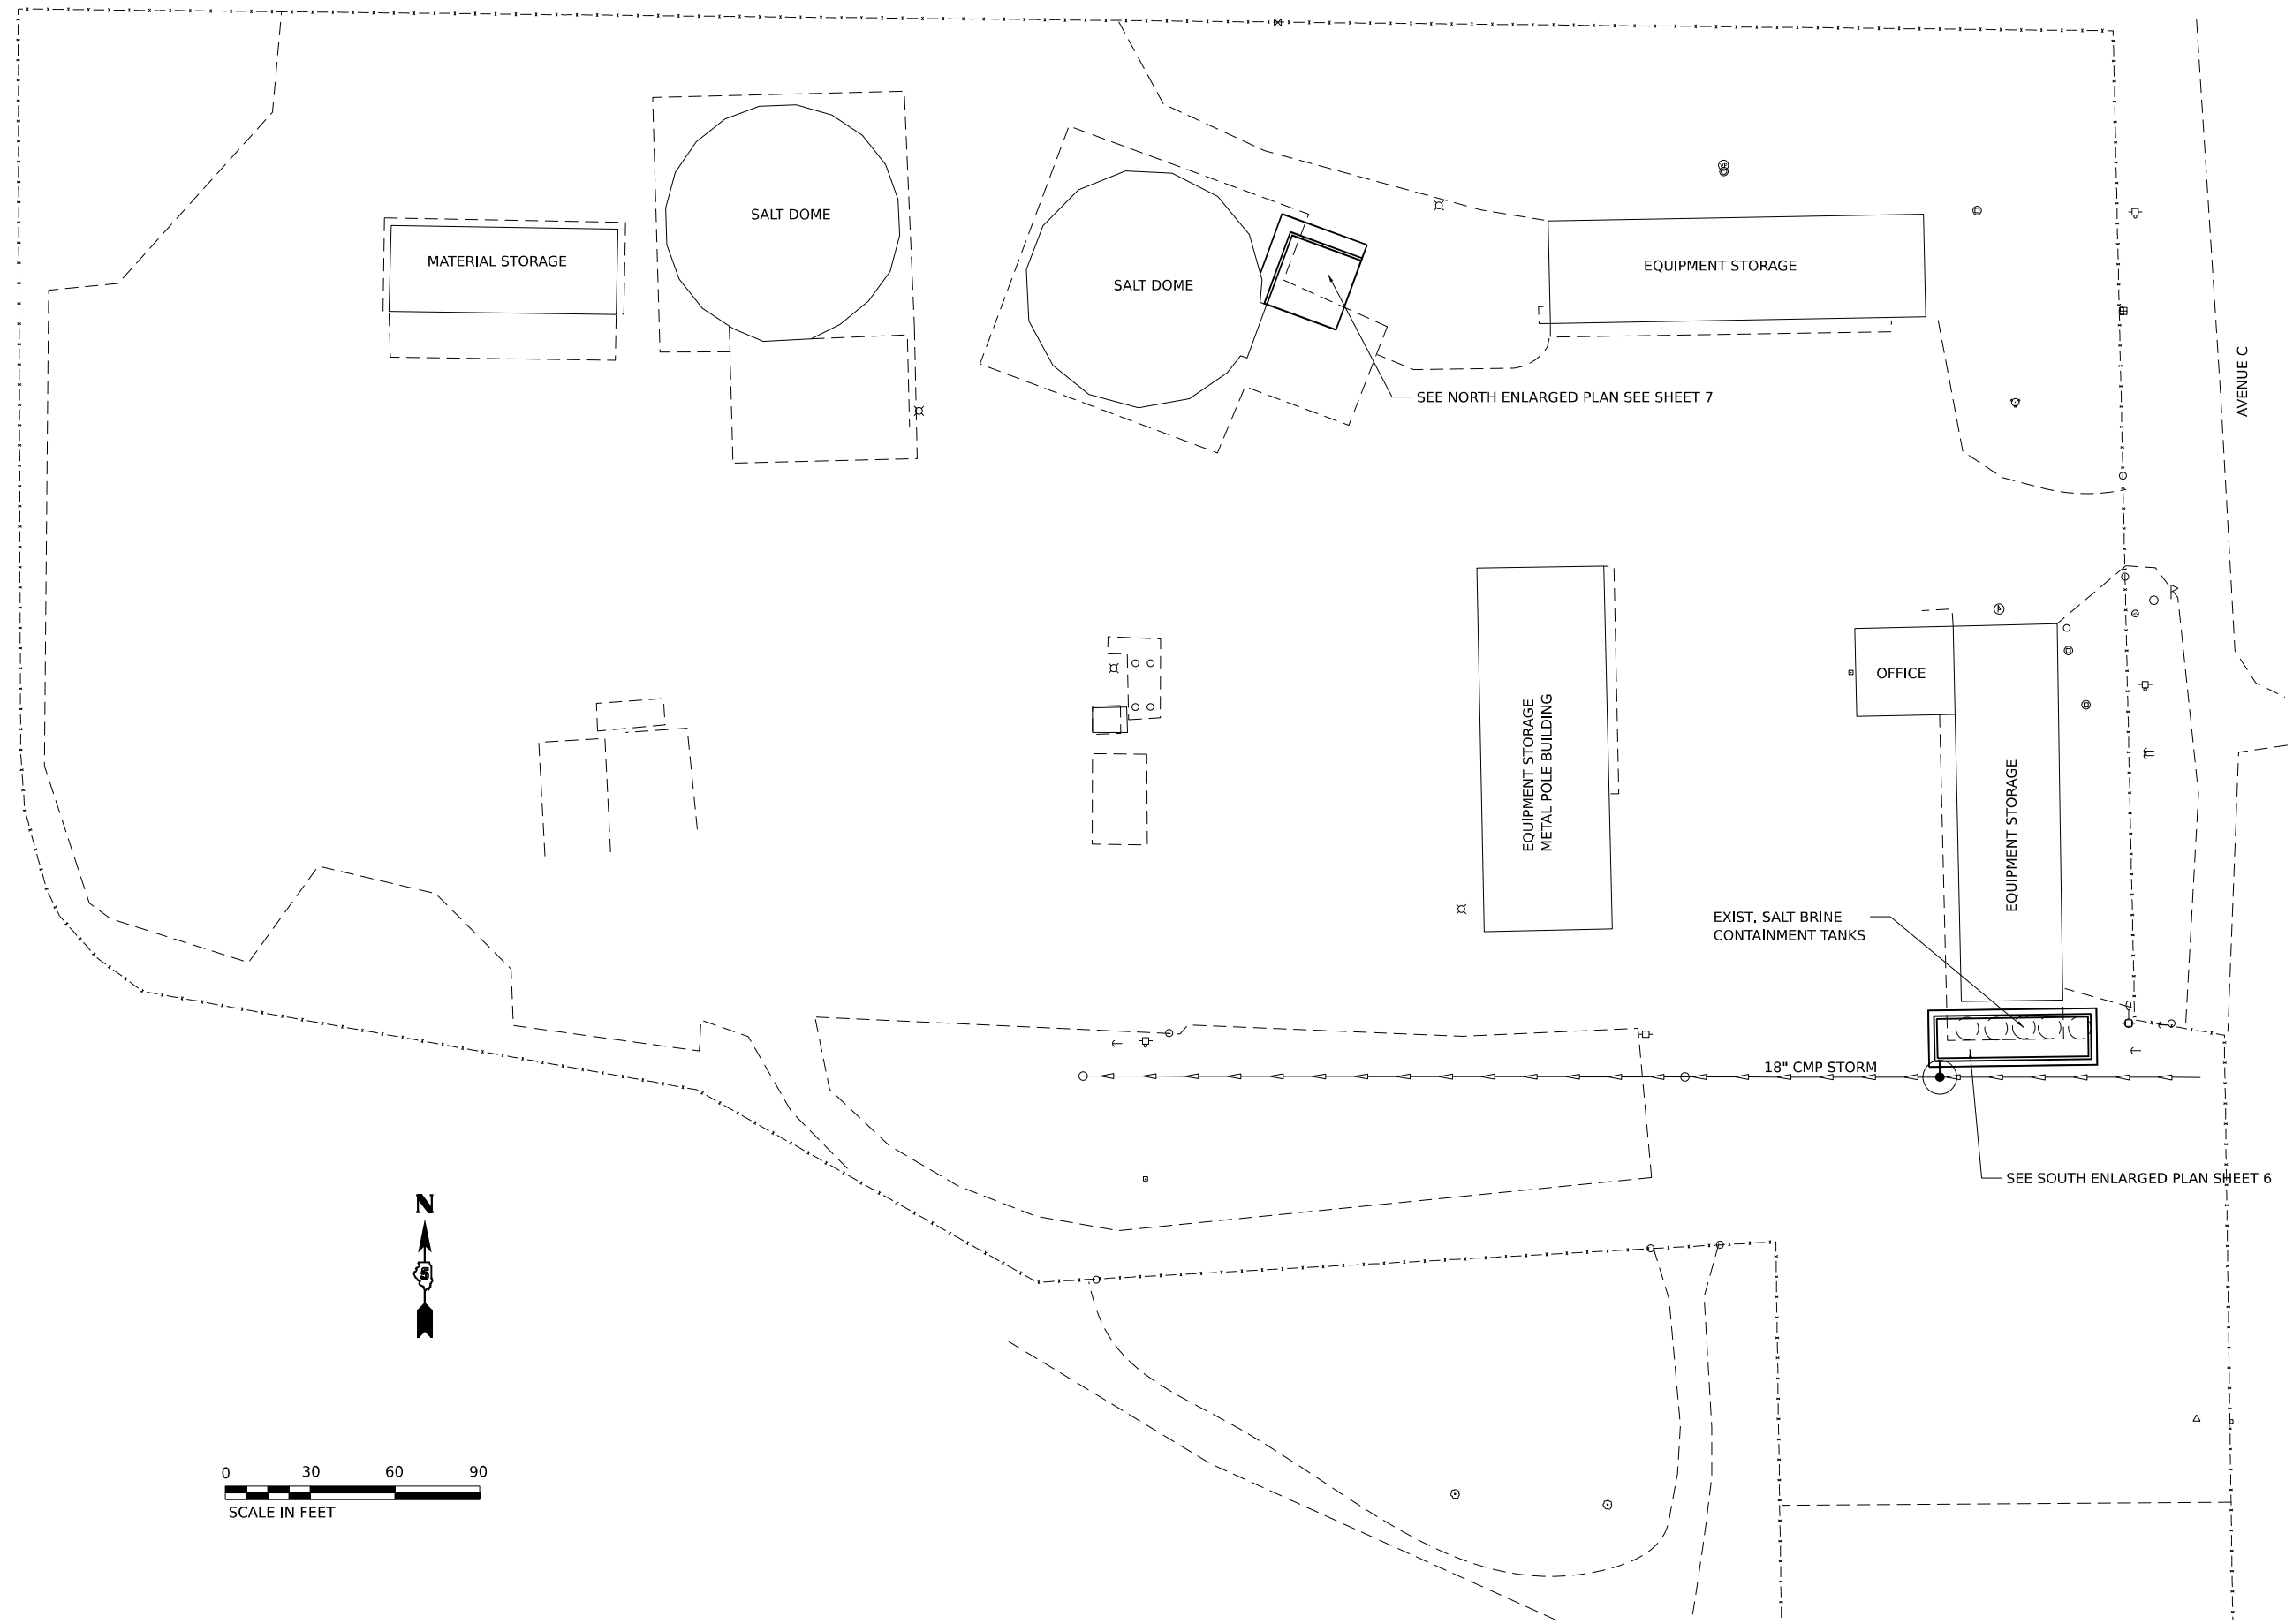 SALT DOME
MATERIAL STORAGE
SALT DOME
EQUIPMENT STORAGE
AVENUE C
SEE NORTH ENLARGED PLAN SEE SHEET 7
OFFICE
EQUIPMENT STORAGE
METAL POLE BUILDING
EQUIPMENT STORAGE
EXIST. SALT BRINE
CONTAINMENT TANKS
18" CMP STORM
SEE SOUTH ENLARGED PLAN SHEET 6
N
5
0 30 60 90
SCALE IN FEET